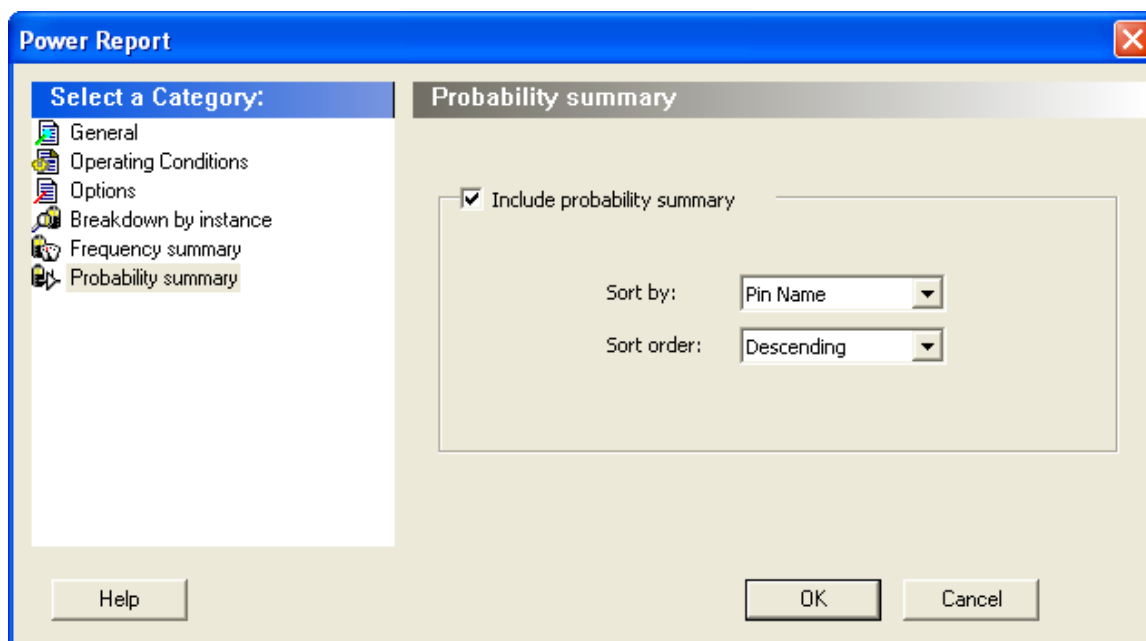 Power Report
Select a Category:
General
Operating Conditions
Options
Breakdown by instance
Frequency summary
Probability summary
Probability summary
Include probability summary
Sort by: Pin Name
Sort order: Descending
Help
OK
Cancel